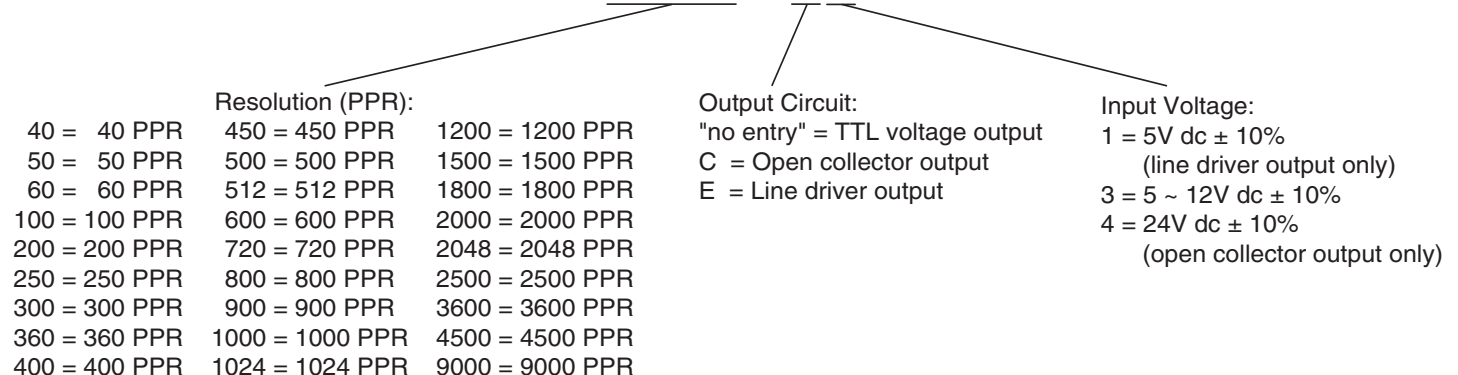 Resolution (PPR):
40 = 40 PPR 450 = 450 PPR 1200 = 1200 PPR
50 = 50 PPR 500 = 500 PPR 1500 = 1500 PPR
60 = 60 PPR 512 = 512 PPR 1800 = 1800 PPR
100 = 100 PPR 600 = 600 PPR 2000 = 2000 PPR
200 = 200 PPR 720 = 720 PPR 2048 = 2048 PPR
250 = 250 PPR 800 = 800 PPR 2500 = 2500 PPR
300 = 300 PPR 900 = 900 PPR 3600 = 3600 PPR
360 = 360 PPR 1000 = 1000 PPR 4500 = 4500 PPR
400 = 400 PPR 1024 = 1024 PPR 9000 = 9000 PPR
Output Circuit:
"no entry" = TTL voltage output
C = Open collector output
E = Line driver output
Input Voltage:
1 = 5V dc ± 10%
(line driver output only)
3 = 5 ~ 12V dc ± 10%
4 = 24V dc ± 10%
(open collector output only)